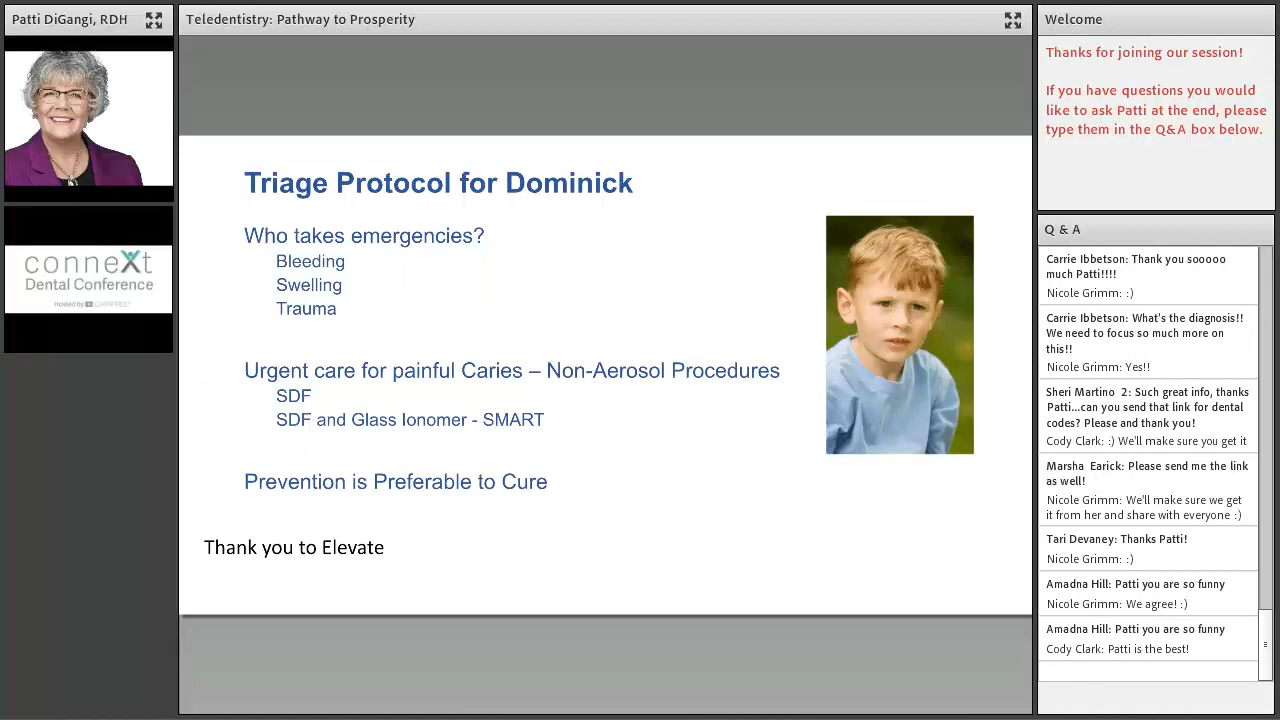 Patti DiGangi, RDH
Teledentistry: Pathway to Prosperity
Welcome
Thanks for joining our session!
If you have questions you would
like to ask Patti at the end, please
type them in the Q&A box below.
conneXt
Dental Conference
Hosted by
Triage Protocol for Dominick
Who takes emergencies?
Bleeding
Swelling
Trauma
Urgent care for painful Caries – Non-Aerosol Procedures
SDF
SDF and Glass Ionomer - SMART
Prevention is Preferable to Cure
Thank you to Elevate
Q & A
Carrie Ibbetson: Thank you sooooo
much Patti!!!!
Nicole Grimm: :)
Carrie Ibbetson: What's the diagnosis!!
We need to focus so much more on
this!!
Nicole Grimm: Yes!!
Sheri Martino 2: Such great info, thanks
Patti...can you send that link for dental
codes? Please and thank you!
Cody Clark: :) We'll make sure you get it
Marsha Earick: Please send me the link
as well!
Nicole Grimm: We'll make sure we get
it from her and share with everyone :)
Tari Devaney: Thanks Patti!
Nicole Grimm: :)
Amadna Hill: Patti you are so funny
Nicole Grimm: We agree! :)
Amadna Hill: Patti you are so funny
Cody Clark: Patti is the best!